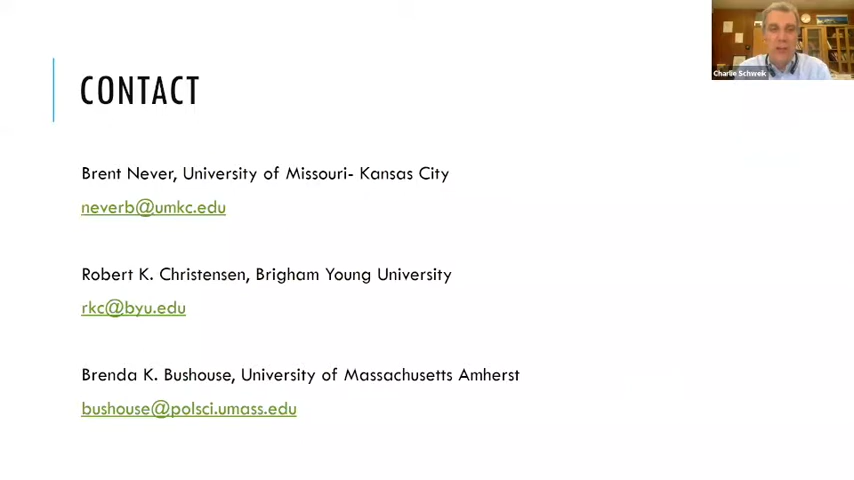 CONTACT
Charlie Schweik
Brent Never, University of Missouri- Kansas City
neverb@umkc.edu
Robert K. Christensen, Brigham Young University
rkc@byu.edu
Brenda K. Bushouse, University of Massachusetts Amherst
bushouse@polsci.umass.edu